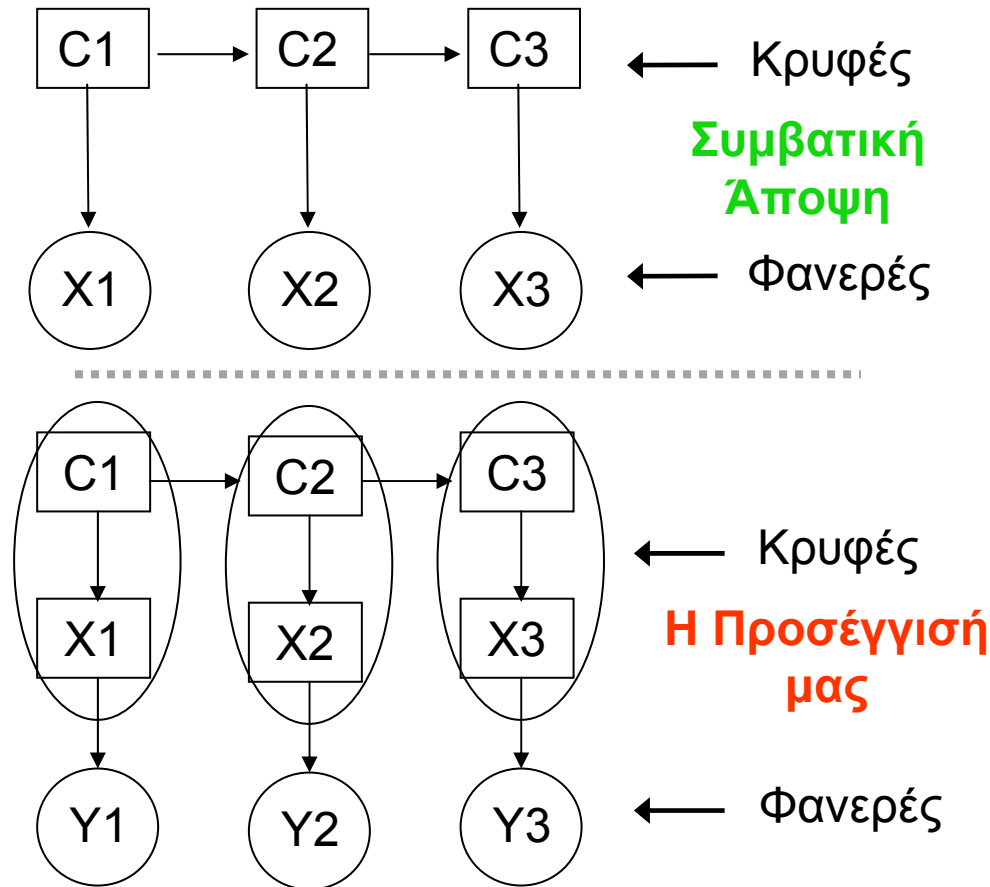 C1 C2 C3 Κρυφές
Συμβατική
Άποψη
X1 X2 X3 Φανερές
C1 C2 C3
Κρυφές
X1 X2 X3 Η Προσέγγισή
μας
Y1 Y2 Y3 Φανερές